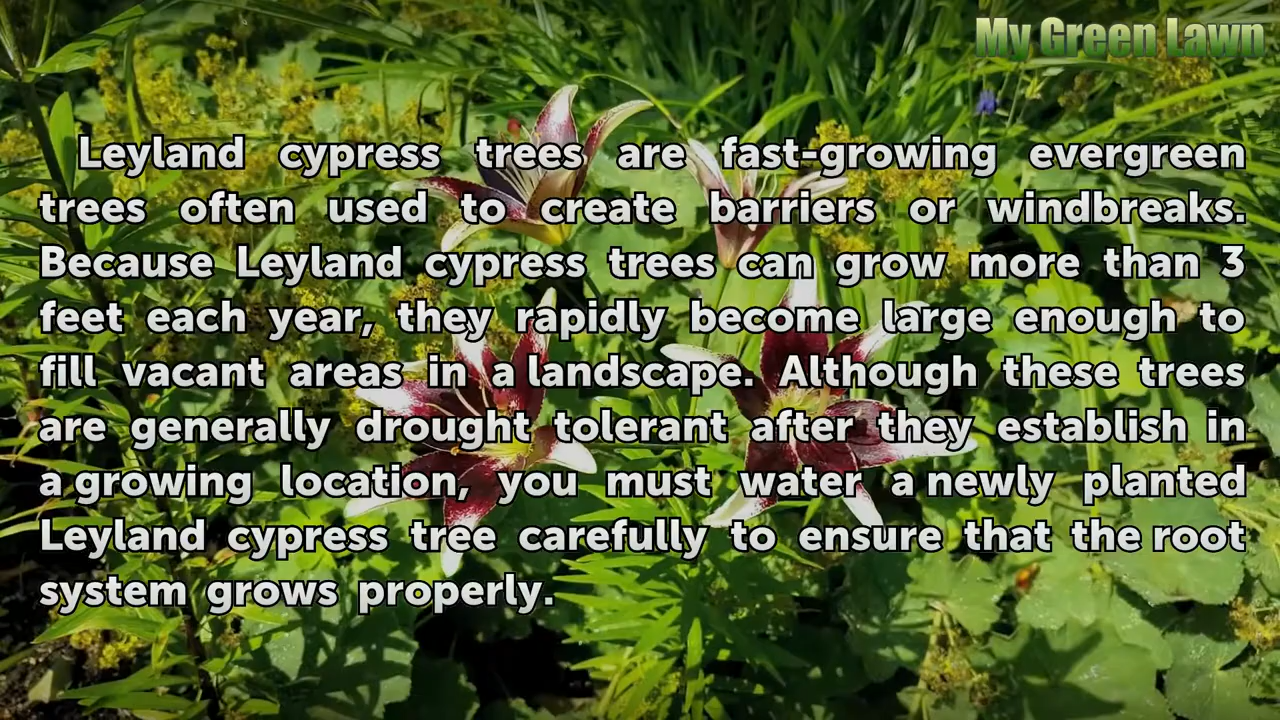 My Green Lawn
Leyland cypress trees are fast-growing evergreen
trees often used to create barriers or windbreaks.
Because Leyland cypress trees can grow more than 3
feet each year, they rapidly become large enough to
fill vacant areas in a landscape. Although these trees
are generally drought tolerant after they establish in
a growing location, you must water a newly planted
Leyland cypress tree carefully to ensure that the root
system grows properly.